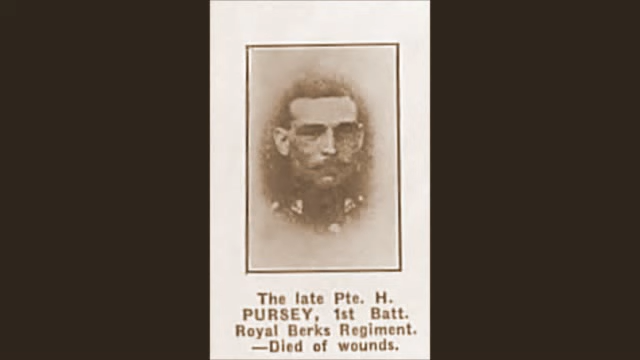 The late Pte. H.
PURSEY, 1st Batt.
Royal Berks Regiment.
—Died of wounds.